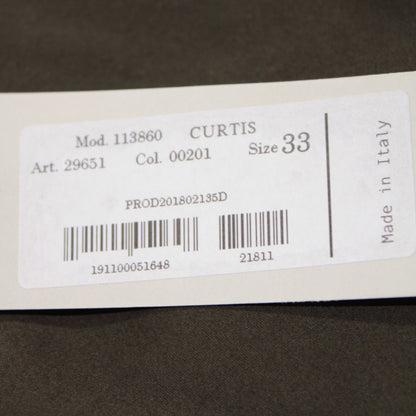 Mod. 113860 CURTIS
Art. 29651 Col. 00201 Size 33
PROD201802135D
191100051648 21811
Made in Italy